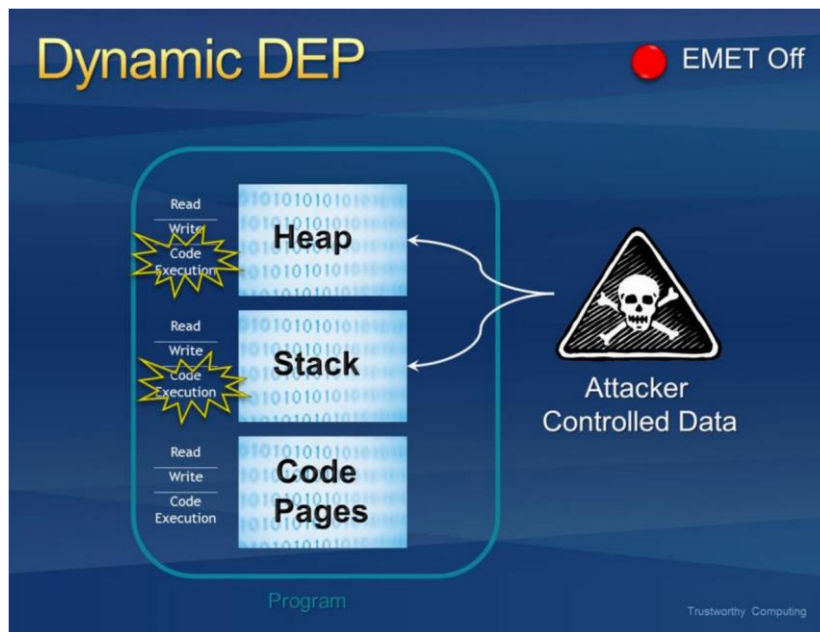 Dynamic DEP
EMET Off
Read
Write
Code
Execution
Heap
Read
Write
Code
Execution
Stack
Read
Write
Code
Execution
Code
Pages
Attacker
Controlled Data
Program
Trustworthy Computing